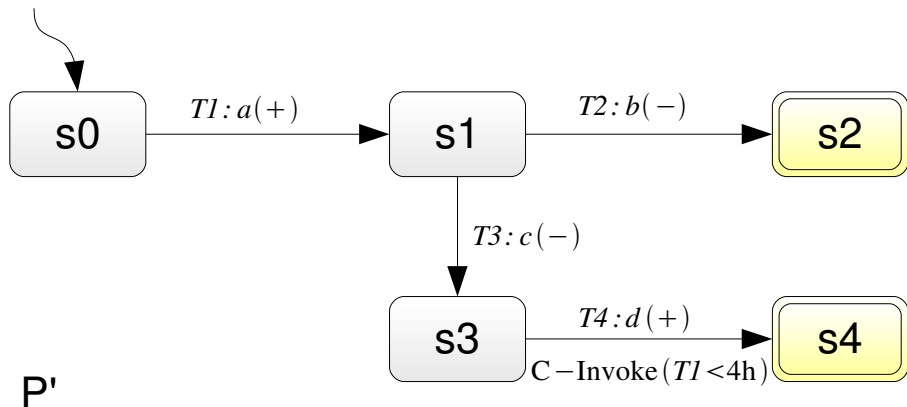 s0
T1: a(+)
s1
T2: b(−)
s2
T3: c(−)
s3
T4: d(+)
C−Invoke(T1<4h)
s4
P'